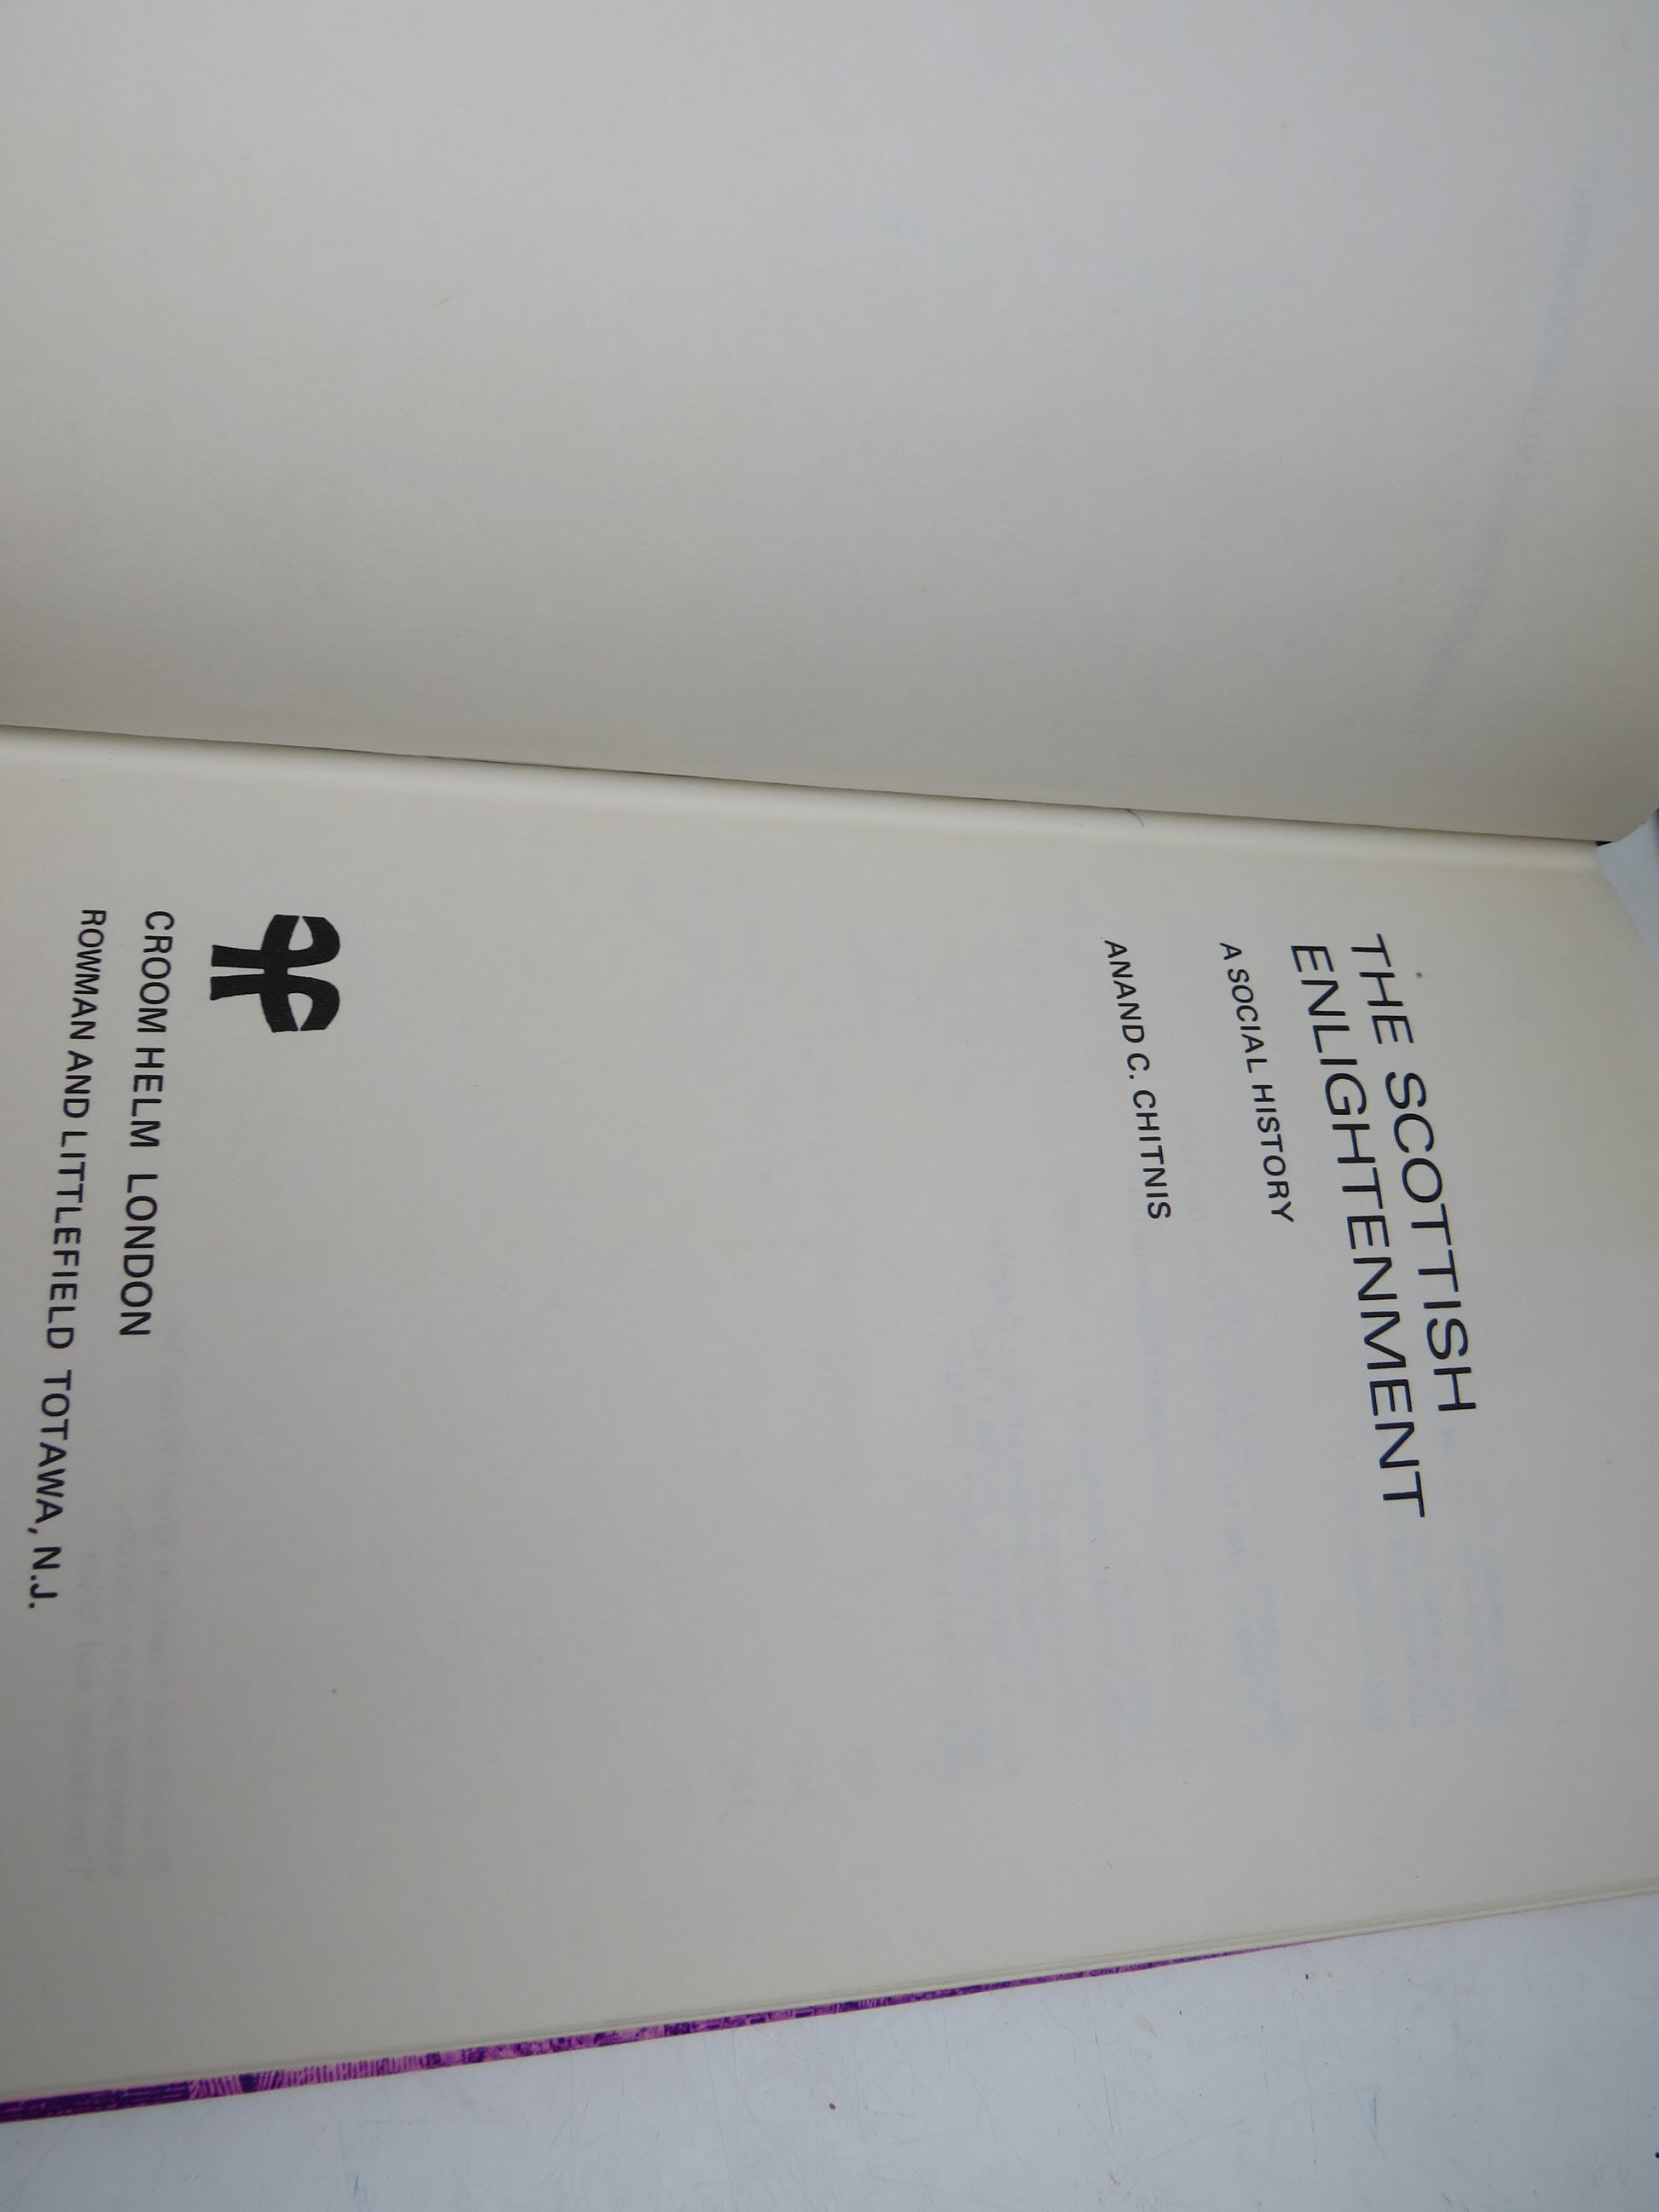 THE SCOTTISH
ENLIGHTENMENT
A SOCIAL HISTORY
ANAND C. CHITNIS
CROOM HELM LONDON
ROWMAN AND LITTLEFIELD TOTAWA, N.J.